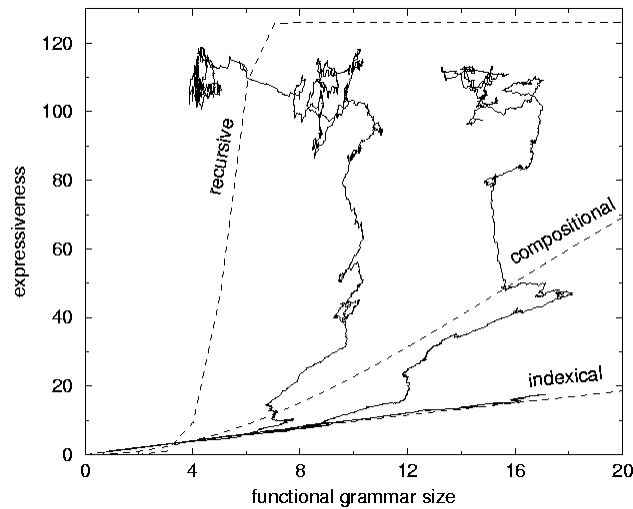 120
100
80
60
40
20
0
expressiveness
recursive
compositional
indexical
0 4 8 12 16 20
functional grammar size